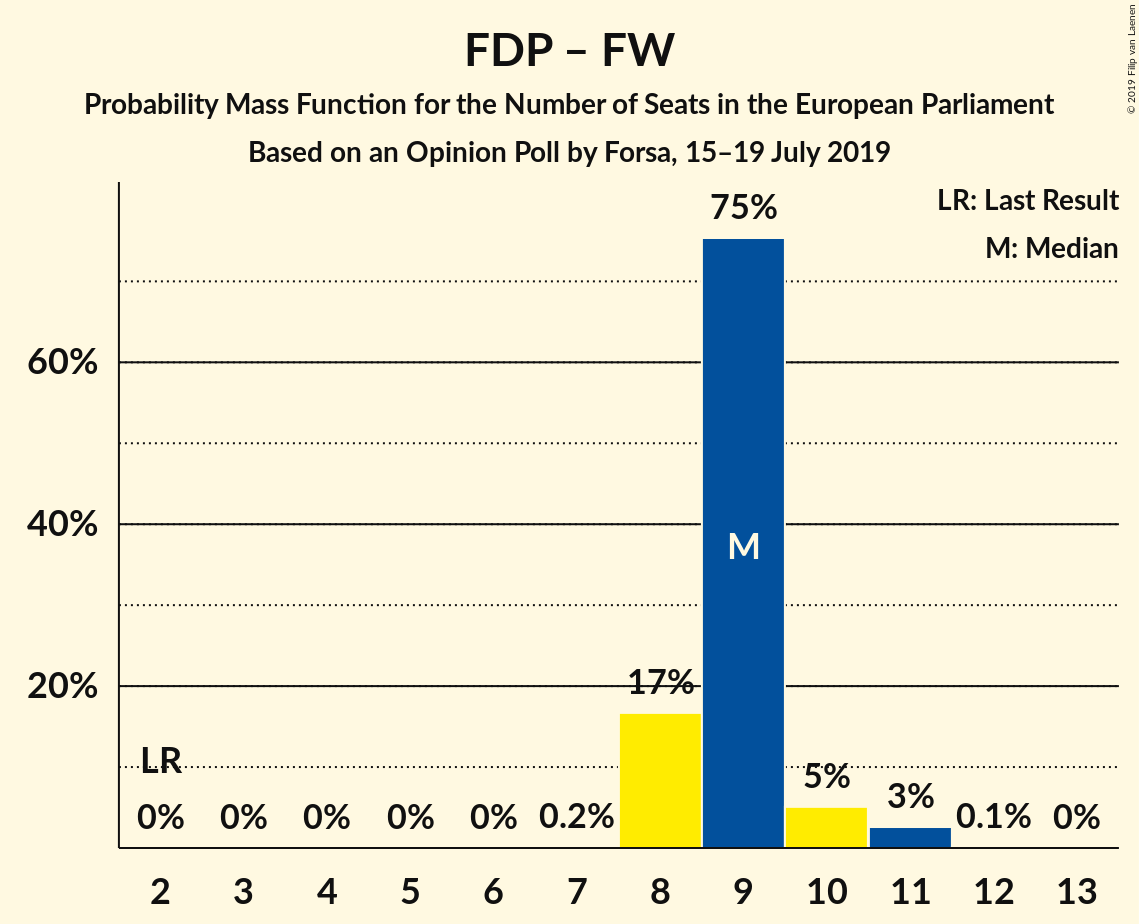 FDP – FW
Probability Mass Function for the Number of Seats in the European Parliament
Based on an Opinion Poll by Forsa, 15–19 July 2019
© 2019 Filip van Laenen
LR: Last Result
M: Median
75%
60%
40%
M
20%
17%
LR
5%
3%
0% 0% 0% 0% 0% 0.2% 0.1% 0%
2 3 4 5 6 7 8 9 10 11 12 13